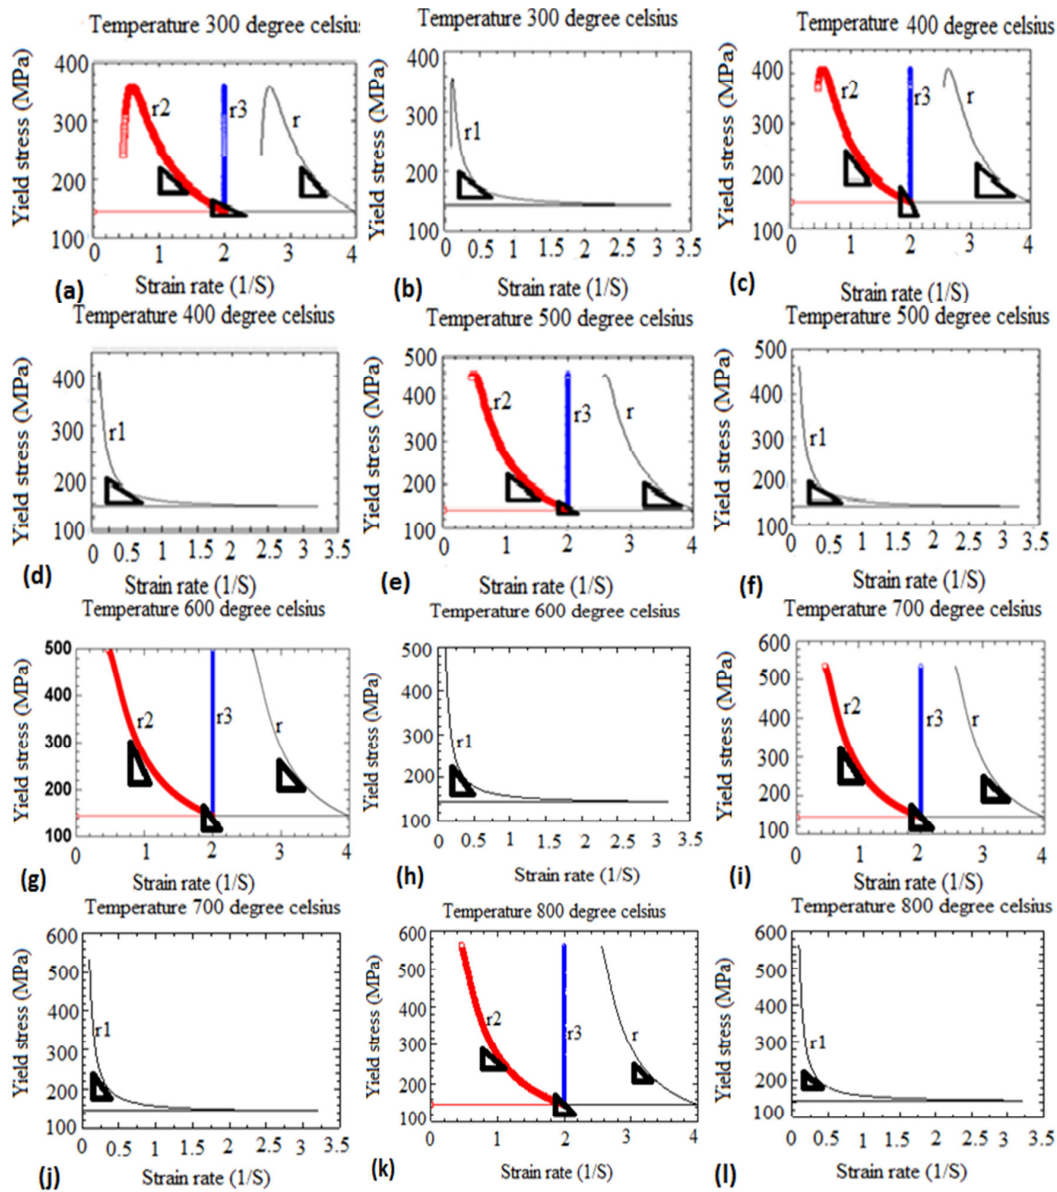 Temperature 300 degree celsius
Yield stress (MPa)
400
300
200
100
r2
r3
r
0 1 2 3 4
Strain rate (1/S)
(a)
Temperature 300 degree celsius
Yield stress (MPa)
400
300
200
100
r1
0 0.5 1 1.5 2 2.5 3 3.5
Strain rate (1/S)
(b)
Temperature 400 degree celsius
Yield stress (MPa)
400
300
200
100
r2
r3
r
0 1 2 3 4
Strain rate (1/S)
(c)
Temperature 400 degree celsius
Yield stress (MPa)
400
300
200
100
r1
0 0.5 1 1.5 2 2.5 3 3.5
Strain rate (1/S)
(d)
Temperature 500 degree celsius
Yield stress (MPa)
500
400
300
200
100
r2
r3
r
0 1 2 3 4
Strain rate (1/S)
(e)
Temperature 500 degree celsius
Yield stress (MPa)
500
400
300
200
100
r1
0 0.5 1 1.5 2 2.5 3 3.5
Strain rate (1/S)
(f)
Temperature 600 degree celsius
Yield stress (MPa)
500
400
300
200
100
r2
r3
r
0 1 2 3 4
Strain rate (1/S)
(g)
Temperature 600 degree celsius
Yield stress (MPa)
500
400
300
200
100
r1
0 0.5 1 1.5 2 2.5 3 3.5
Strain rate (1/S)
(h)
Temperature 700 degree celsius
Yield stress (MPa)
600
500
400
300
200
100
r2
r3
r
0 1 2 3 4
Strain rate (1/S)
(i)
Temperature 700 degree celsius
Yield stress (MPa)
600
500
400
300
200
100
r1
0 0.5 1 1.5 2 2.5 3 3.5
Strain rate (1/S)
(j)
Temperature 800 degree celsius
Yield stress (MPa)
600
500
400
300
200
100
r2
r3
r
0 1 2 3 4
Strain rate (1/S)
(k)
Temperature 800 degree celsius
Yield stress (MPa)
600
500
400
300
200
100
r1
0 0.5 1 1.5 2 2.5 3 3.5
Strain rate (1/S)
(l)